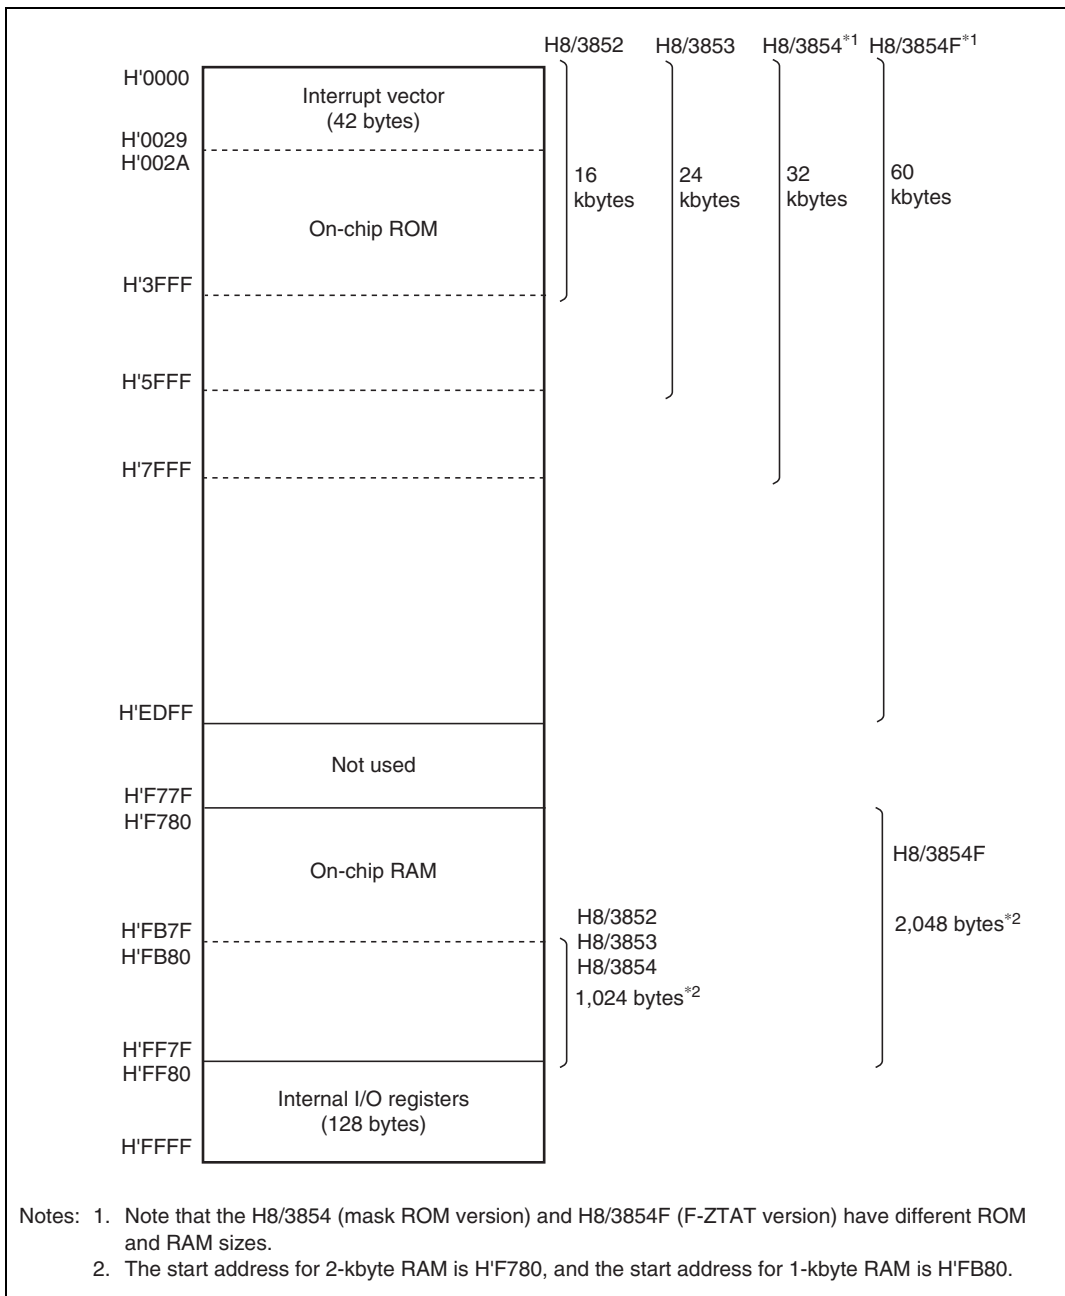 H8/3852 H8/3853 H8/3854*1 H8/3854F*1
H'0000
Interrupt vector
(42 bytes)
H'0029
H'002A
16
kbytes
24
kbytes
32
kbytes
60
kbytes
On-chip ROM
H'3FFF
H'5FFF
H'7FFF
H'EDFF
Not used
H'F77F
H'F780
On-chip RAM
H8/3854F
2,048 bytes*2
H'FB7F
H'FB80
H8/3852
H8/3853
H8/3854
1,024 bytes*2
H'FF7F
H'FF80
Internal I/O registers
(128 bytes)
H'FFFF
Notes: 1. Note that the H8/3854 (mask ROM version) and H8/3854F (F-ZTAT version) have different ROM
and RAM sizes.
2. The start address for 2-kbyte RAM is H'F780, and the start address for 1-kbyte RAM is H'FB80.